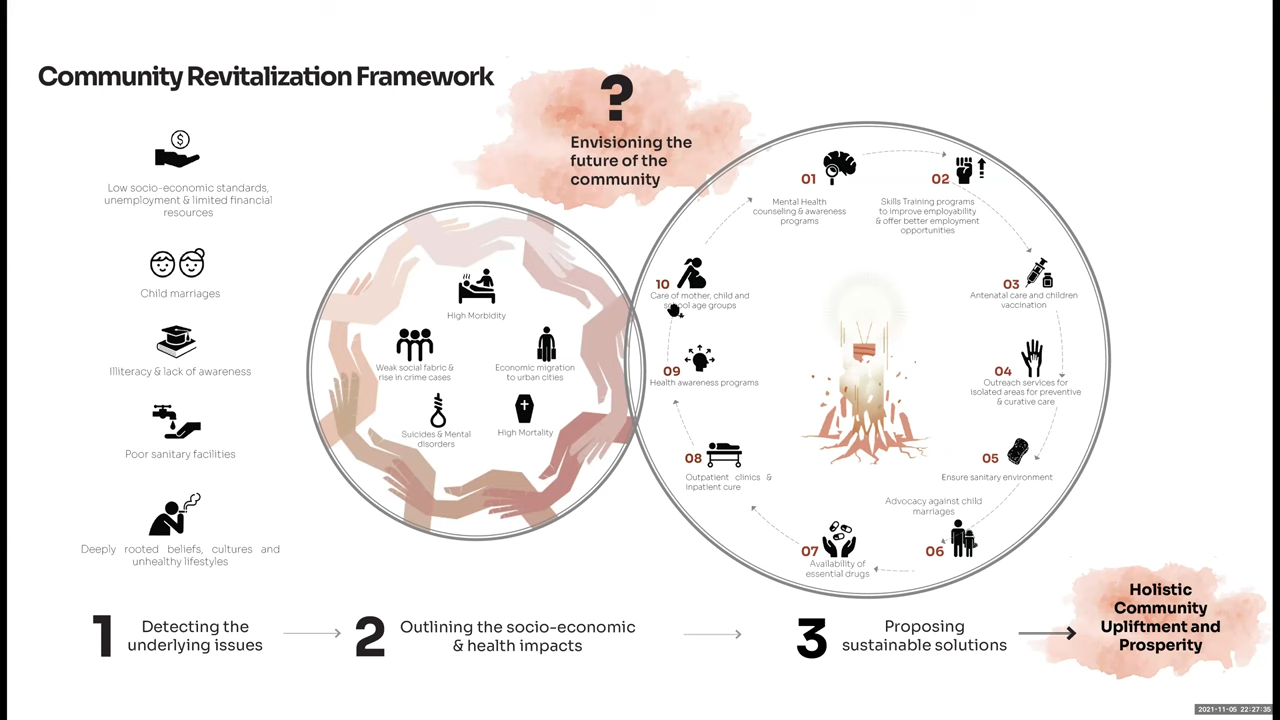 Community Revitalization Framework
?
Envisioning the
future of the
community
$
Low socio-economic standards,
unemployment & limited financial
resources
Child marriages
Illiteracy & lack of awareness
Poor sanitary facilities
Deeply rooted beliefs, cultures and
unhealthy lifestyles
High Morbidity
Weak social fabric &
rise in crime cases
Economic migration
to urban cities
Suicides & Mental
disorders
High Mortality
01
Mental Health
counseling & awareness
programs
02
Skills Training programs
to improve employability
& offer better employment
opportunities
03
Antenatal care and children
vaccination
04
Outreach services for
isolated areas for preventive
& curative care
05
Ensure sanitary environment
Advocacy against child
marriages
06
07
Availability of
essential drugs
08
Outpatient clinics &
inpatient cure
09
Health awareness programs
10
Care of mother, child and
school age groups
1
Detecting the
underlying issues
2
Outlining the socio-economic
& health impacts
3
Proposing
sustainable solutions
Holistic
Community
Upliftment and
Prosperity
2021-11-05 22:27:35